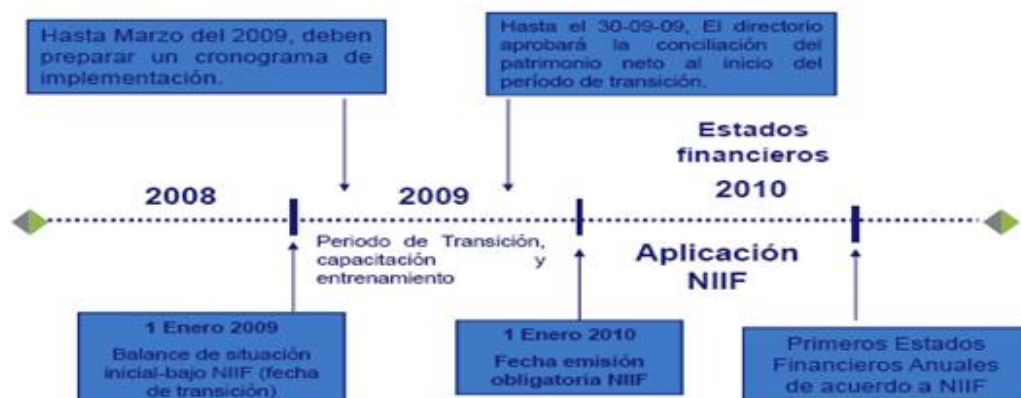 Hasta Marzo del 2009, deben
preparar un cronograma de
implementación.
Hasta el 30-09-09, El directorio
aprobará la conciliación del
patrimonio neto al inicio del
período de transición.
Estados
financieros
2008
2009
2010
Periodo de Transición,
capacitación y
entrenamiento
Aplicación
NIIF
1 Enero 2009
Balance de situación
inicial-bajo NIIF (fecha
de transición)
1 Enero 2010
Fecha emisión
obligatoria NIIF
Primeros Estados
Financieros Anuales
de acuerdo a NIIF